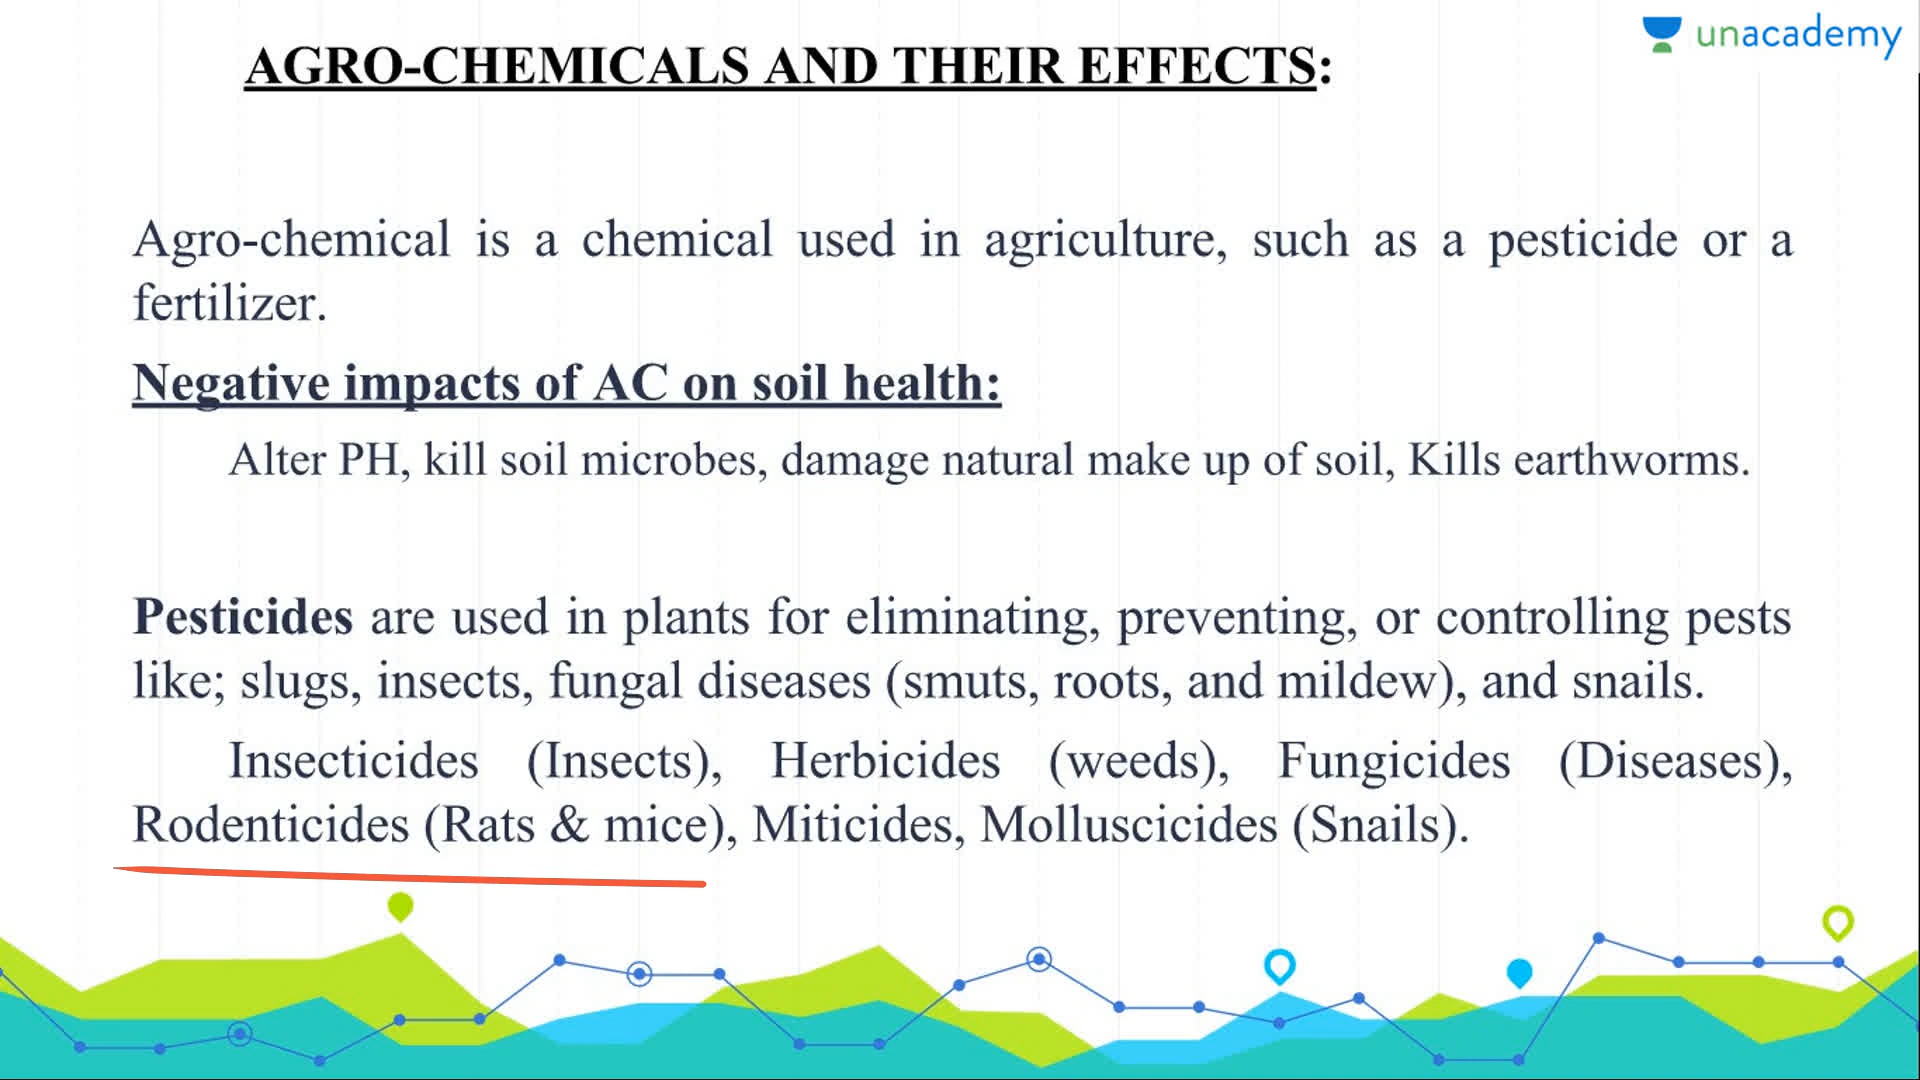 unacademy
AGRO-CHEMICALS AND THEIR EFFECTS:
Agro-chemical is a chemical used in agriculture, such as a pesticide or a
fertilizer.
Negative impacts of AC on soil health:
Alter PH, kill soil microbes, damage natural make up of soil, Kills earthworms.
Pesticides are used in plants for eliminating, preventing, or controlling pests
like; slugs, insects, fungal diseases (smuts, roots, and mildew), and snails.
Insecticides (Insects), Herbicides (weeds), Fungicides (Diseases),
Rodenticides (Rats & mice), Miticides, Molluscicides (Snails).